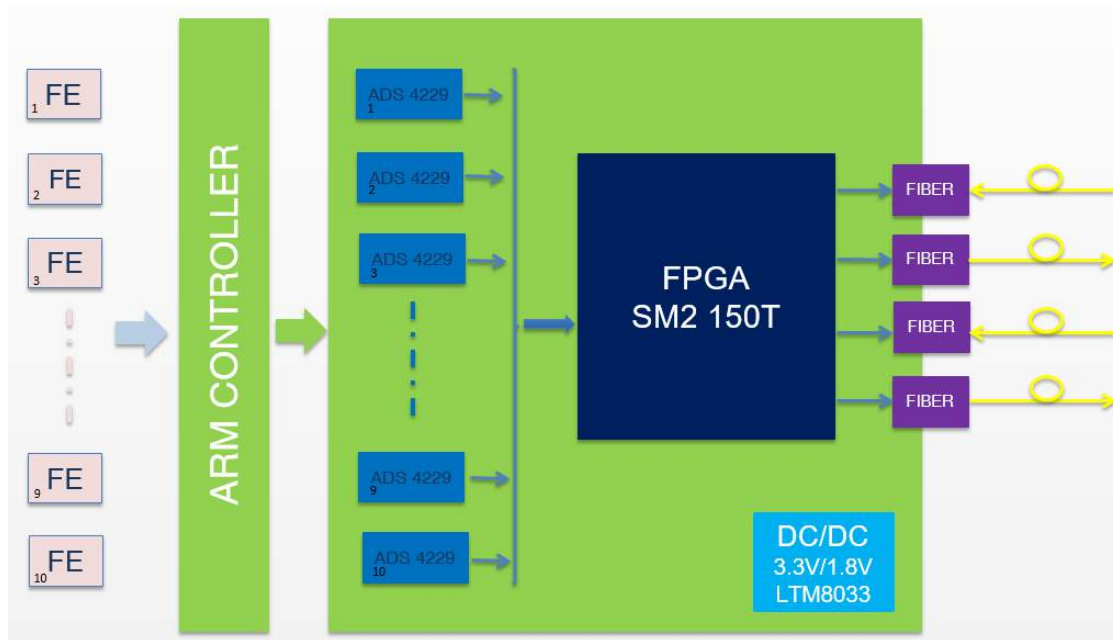 1 FE
2 FE
3 FE
9 FE
10 FE
ARM CONTROLLER
ADS 4229
1
ADS 4229
2
ADS 4229
3
ADS 4229
9
ADS 4229
10
FPGA
SM2 150T
FIBER
FIBER
FIBER
FIBER
DC/DC
3.3V/1.8V
LTM8033